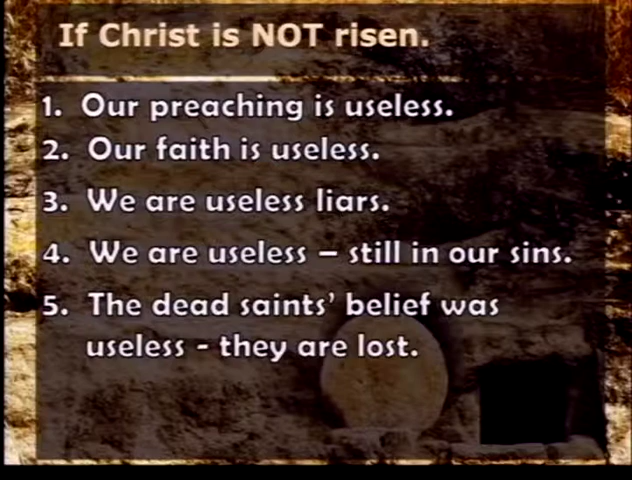 If Christ is NOT risen.
1. Our preaching is useless.
2. Our faith is useless.
3. We are useless liars.
4. We are useless – still in our sins.
5. The dead saints' belief was
useless - they are lost.